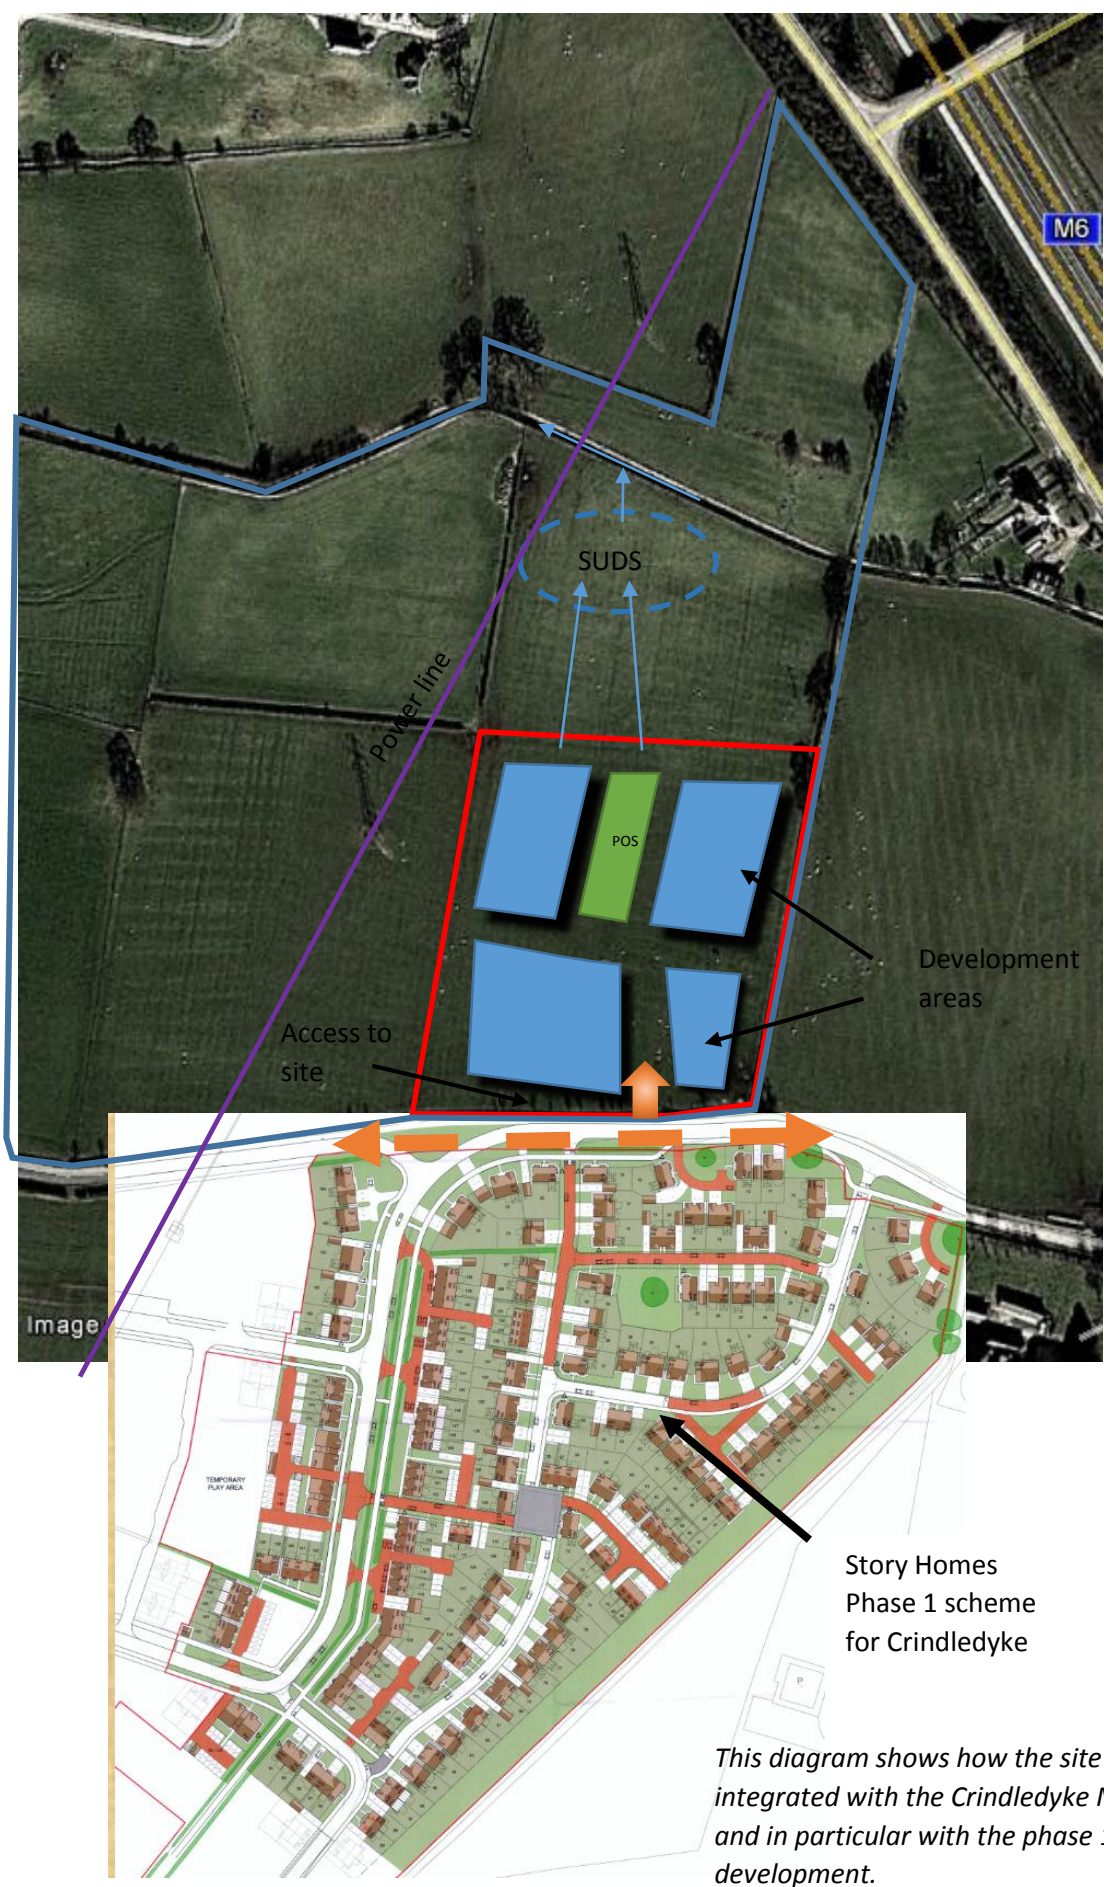 M6
SUDS
Power line
POS
Development
areas
Access to
site
Image
TEMPORARY
PLAY AREA
Story Homes
Phase 1 scheme
for Crindledyke
P
This diagram shows how the site
integrated with the Crindledyke
and in particular with the phase
development.